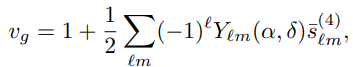 $v_g = 1 + \frac{1}{2} \sum_{\ell m} (-1)^\ell Y_{\ell m}(\alpha, \delta) \bar{s}^{(4)}_{\ell m},$